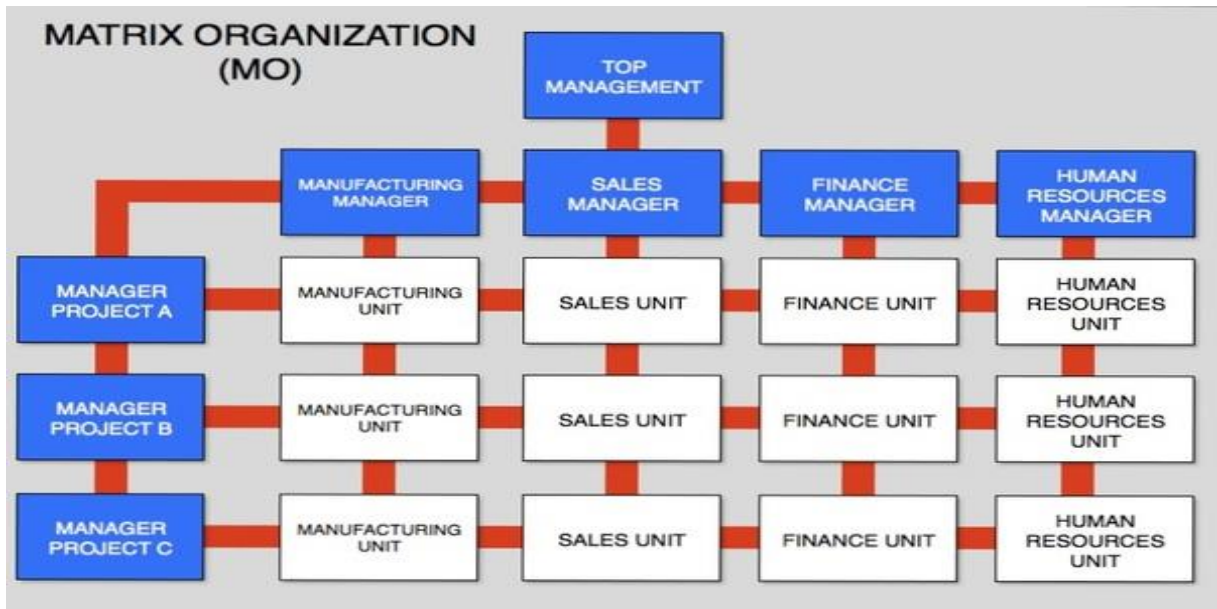 MATRIX ORGANIZATION
(MO)
TOP
MANAGEMENT
MANUFACTURING
MANAGER
SALES
MANAGER
FINANCE
MANAGER
HUMAN
RESOURCES
MANAGER
MANAGER
PROJECT A
MANUFACTURING
UNIT
SALES UNIT
FINANCE UNIT
HUMAN
RESOURCES
UNIT
MANAGER
PROJECT B
MANUFACTURING
UNIT
SALES UNIT
FINANCE UNIT
HUMAN
RESOURCES
UNIT
MANAGER
PROJECT C
MANUFACTURING
UNIT
SALES UNIT
FINANCE UNIT
HUMAN
RESOURCES
UNIT